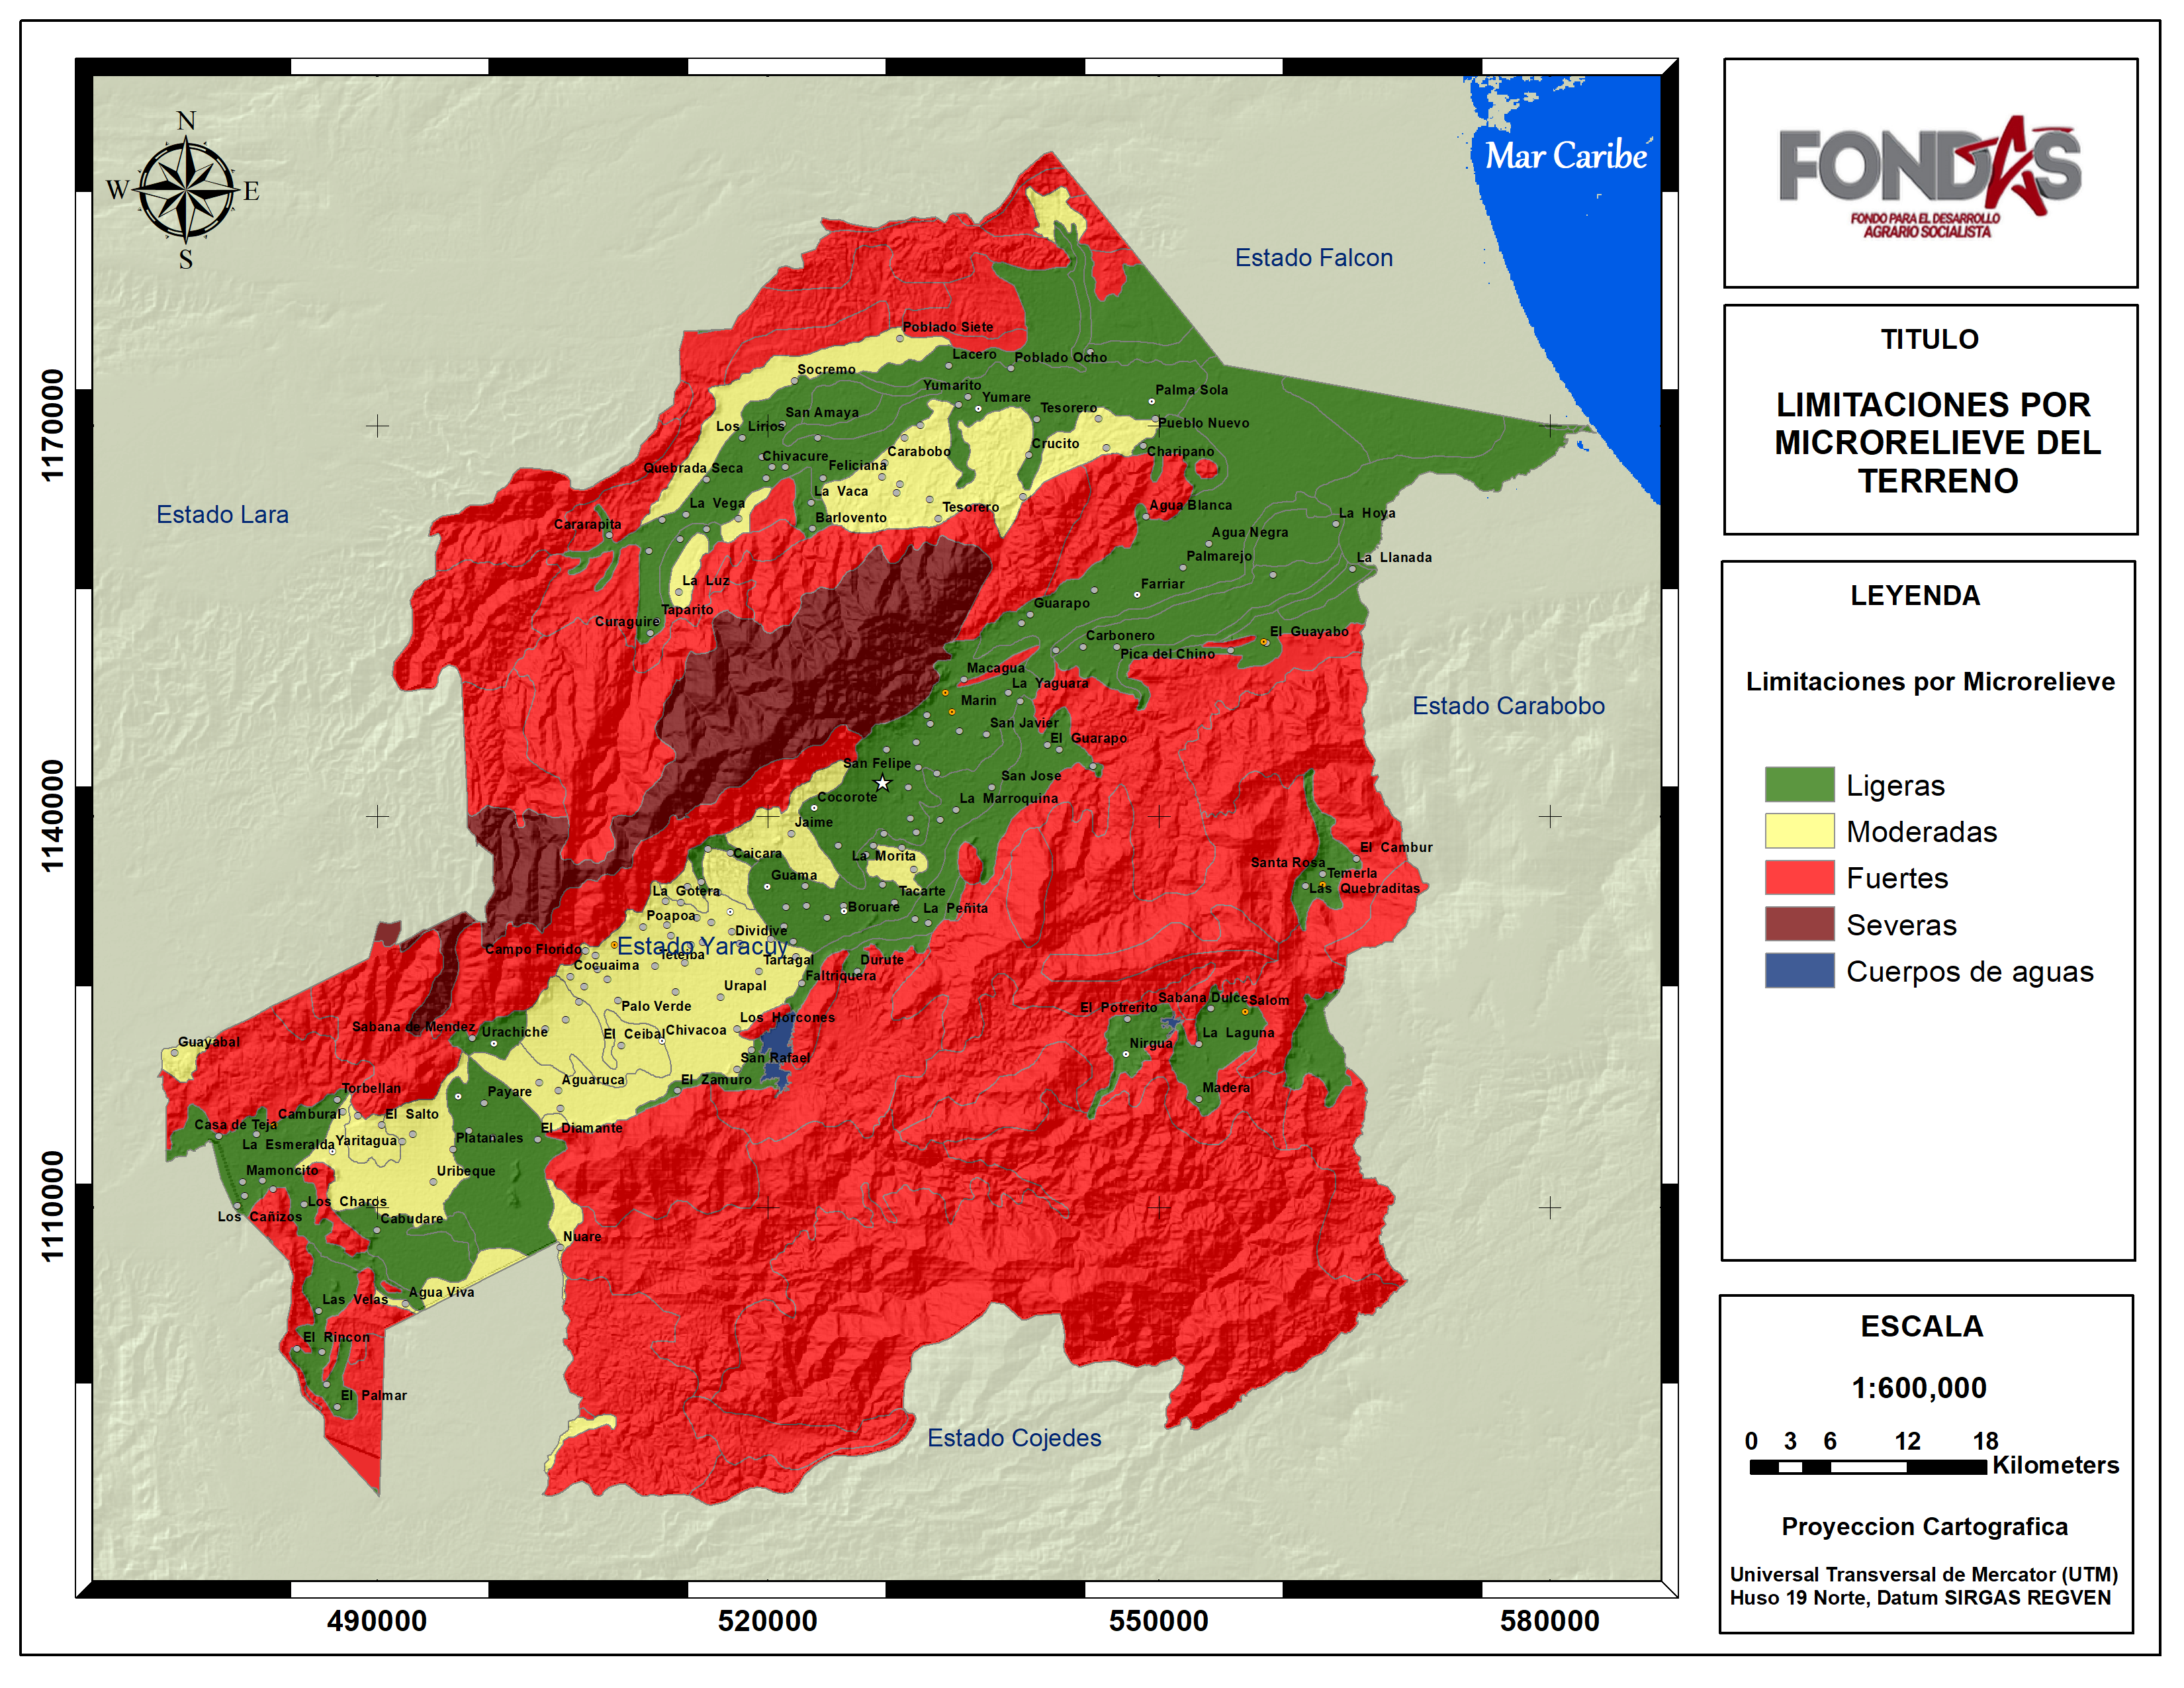 N
W
E
S
Mar Caribe
Estado Falcon
Estado Lara
Estado Carabobo
Estado Cojedes
Estado Yaracuy
Poblado Siete
Lacero
Poblado Ocho
Socremo
Yumarito
Yumare
Palma Sola
San Amaya
Tesorero
Los Lirios
Pueblo Nuevo
Crucito
Carabobo
Charipano
Chivacure
Feliciana
Quebrada Seca
La Vaca
La Vega
Tesorero
Barlovento
Agua Blanca
La Hoya
Cararapita
Agua Negra
Palmarejo
La Llanada
La Luz
Farriar
Taparito
Guarapo
Curaguire
El Guayabo
Carbonero
Pica del Chino
Macagua
La Yaguara
Marin
San Javier
El Guarapo
San Felipe
San Jose
Cocorote
La Marroquina
Jaime
Caicara
La Morita
El Cambur
Santa Rosa
Temerla
Las Quebraditas
Guama
La Gotera
Tacarte
Poapoa
Boruare
La Peñita
Dividive
Campo Florido
Teteiba
Tartagal
Durute
Cocuaima
Faltriquera
Urapal
Palo Verde
Sabana Dulce
Salom
El Potrerito
Los Horcones
Sabana de Mendez
Urachiche
El Ceibal
Chivacoa
La Laguna
Nirgua
Guayabal
San Rafael
Aguaruca
El Zamuro
Madera
Torbellan
Payare
Cambural
El Salto
Casa de Teja
El Diamante
La Esmeralda
Yaritagua
Platanales
Mamoncito
Uribeque
Los Charos
Los Cañizos
Cabudare
Nuare
Agua Viva
Las Velas
El Rincon
El Palmar
1170000
1140000
1110000
490000
520000
550000
580000
FONDAS
FONDO PARA EL DESARROLLO
AGRARIO SOCIALISTA
TITULO
LIMITACIONES POR
MICRORELIEVE DEL
TERRENO
LEYENDA
Limitaciones por Microrelieve
Ligeras
Moderadas
Fuertes
Severas
Cuerpos de aguas
ESCALA
1:600,000
0 3 6 12 18
Kilometers
Proyeccion Cartografica
Universal Transversal de Mercator (UTM)
Huso 19 Norte, Datum SIRGAS REGVEN